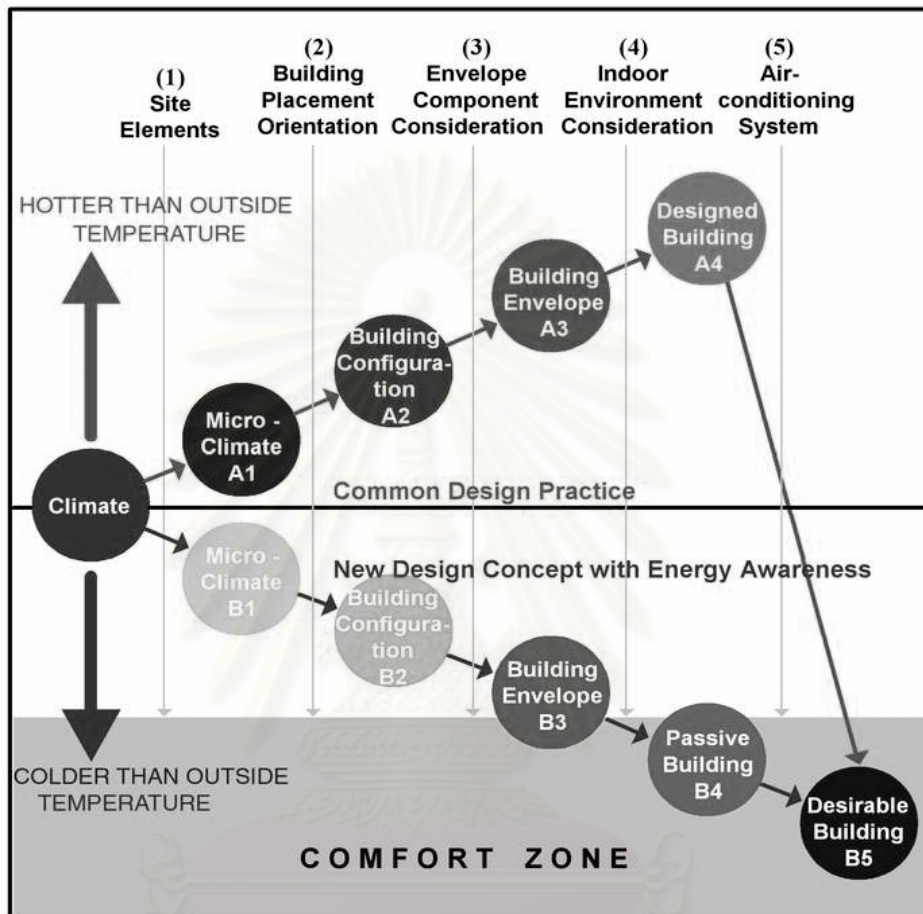 (1)
Site
Elements
(2)
Building
Placement
Orientation
(3)
Envelope
Component
Consideration
(4)
Indoor
Environment
Consideration
(5)
Air-
conditioning
System
HOTTER THAN OUTSIDE
TEMPERATURE
Designed
Building
A4
Building
Envelope
A3
Building
Configura-
tion
A2
Micro -
Climate
A1
Climate
Common Design Practice
New Design Concept with Energy Awareness
Micro -
Climate
B1
Building
Configura-
tion
B2
Building
Envelope
B3
Passive
Building
B4
Desirable
Building
B5
COLDER THAN OUTSIDE
TEMPERATURE
COMFORT ZONE